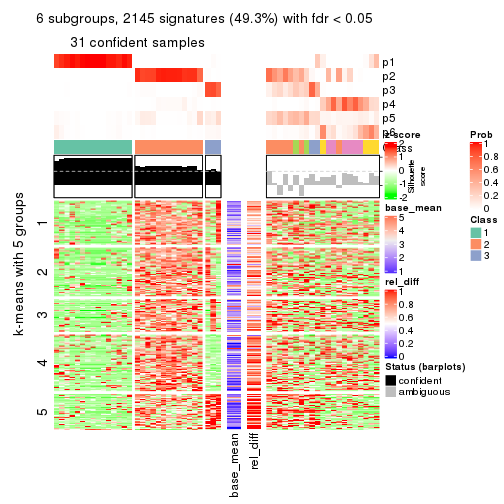 6 subgroups, 2145 signatures (49.3%) with fdr < 0.05
31 confident samples
p1
p2
p3
p4
p5
p6
Class
z-score
2
1
0
-1
-2
Silhouette
score
Prob
1
0.8
0.6
0.4
0.2
0
Class
1
2
3
base_mean
5
4
3
2
1
rel_diff
1
0.8
0.6
0.4
0.2
0
Status (barplots)
confident
ambiguous
k-means with 5 groups
1
2
3
4
5
base_mean
rel_diff